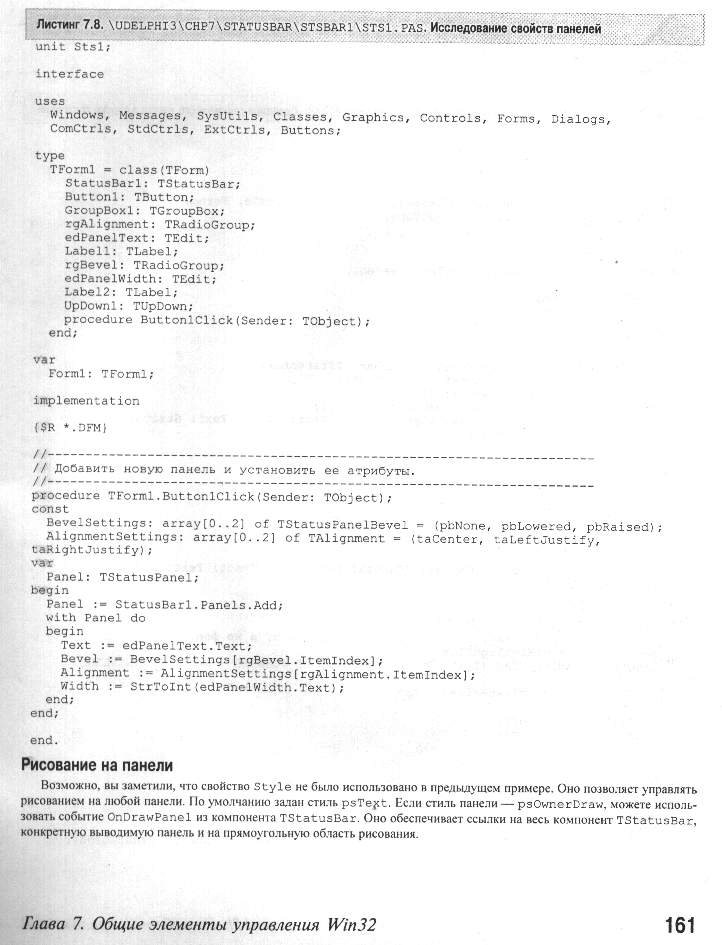 Листинг 7.8. \UDELPHI3\CHP7\STATUSBAR\STSBAR1\STS1.PAS. Исследование свойств панелей
unit Sts1;
interface
uses
Windows, Messages, SysUtils, Classes, Graphics, Controls, Forms, Dialogs,
ComCtrls, StdCtrls, ExtCtrls, Buttons;
type
TForm1 = class(TForm)
StatusBar1: TStatusBar;
Button1: TButton;
GroupBox1: TGroupBox;
rgAlignment: TRadioGroup;
edPanelText: TEdit;
Label1: TLabel;
rgBevel: TRadioGroup;
edPanelWidth: TEdit;
Label2: TLabel;
UpDown1: TUpDown;
procedure Button1Click(Sender: TObject);
end;
var
Form1: TForm1;
implementation
{$R *.DFM}
//------------------------------------------------------------------------
// Добавить новую панель и установить ее атрибуты.
//------------------------------------------------------------------------
procedure TForm1.Button1Click(Sender: TObject);
const
BevelSettings: array[0..2] of TStatusPanelBevel = (pbNone, pbLowered, pbRaised);
AlignmentSettings: array[0..2] of TAlignment = (taCenter, taLeftJustify,
taRightJustify);
var
Panel: TStatusPanel;
begin
Panel := StatusBar1.Panels.Add;
with Panel do
begin
Text := edPanelText.Text;
Bevel := BevelSettings[rgBevel.ItemIndex];
Alignment := AlignmentSettings[rgAlignment.ItemIndex];
Width := StrToInt(edPanelWidth.Text);
end;
end;
end.
Рисование на панели
Возможно, вы заметили, что свойство Style не было использовано в предыдущем примере. Оно позволяет управлять
рисованием на любой панели. По умолчанию задан стиль psText. Если стиль панели — psOwnerDraw, можете исполь-
зовать событие OnDrawPanel из компонента TStatusBar. Оно обеспечивает ссылки на весь компонент TStatusBar,
конкретную выводимую панель и на прямоугольную область рисования.
Глава 7. Общие элементы управления Win32 161